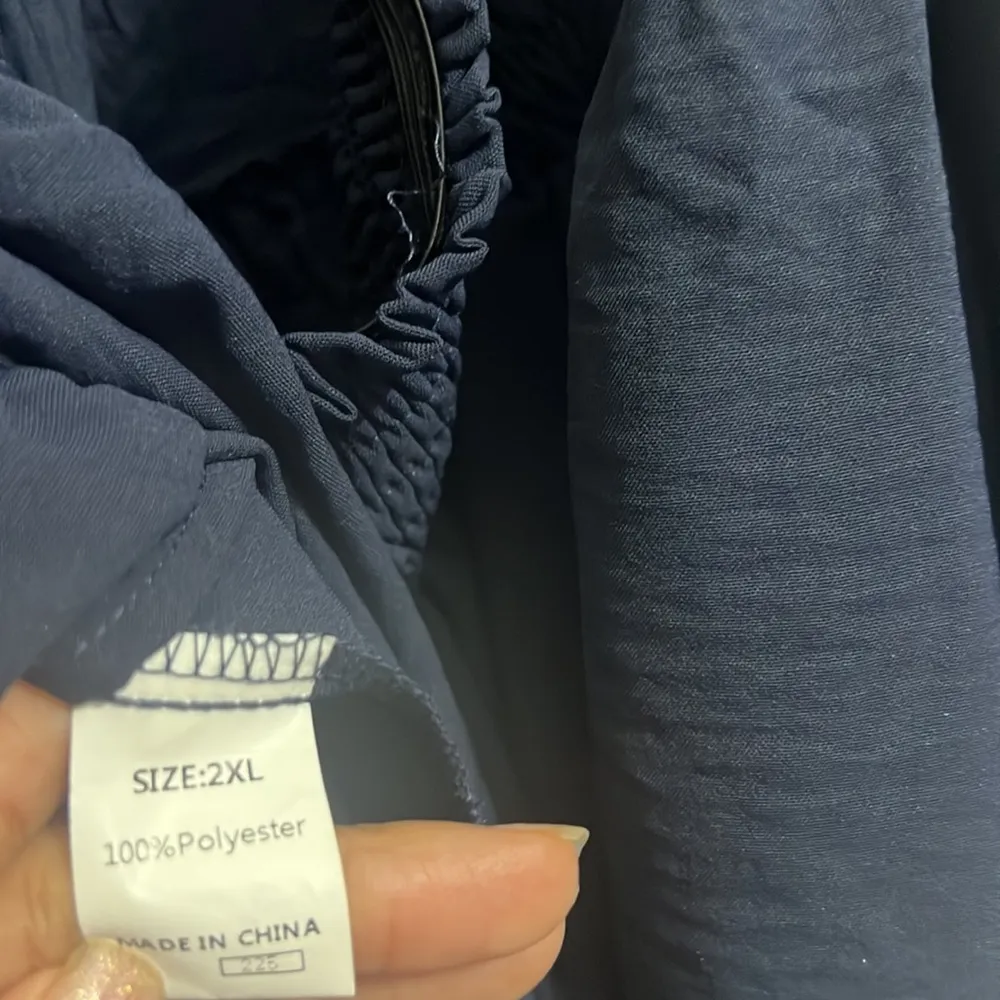 SIZE:2XL
100%Polyester
MADE IN CHINA
226